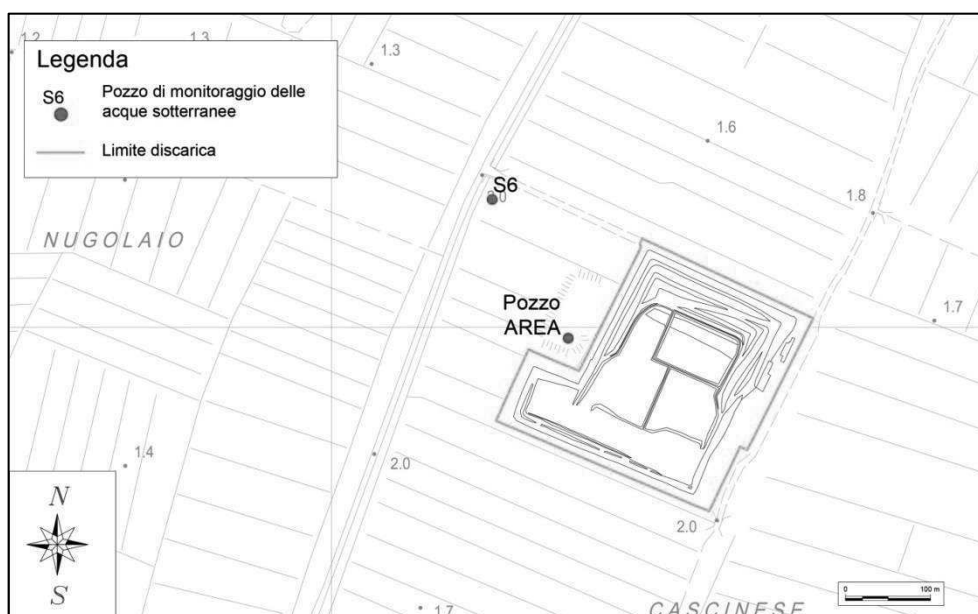 1.2
1.3
Legenda
S6
Pozzo di monitoraggio delle
acque sotterranee
Limite discarica
1.3
1.6
S6
1.8
NUGOLAIO
Pozzo
AREA
1.7
1.4
2.0
2.0
N
S
0 100 m
1.7
CASCINESE